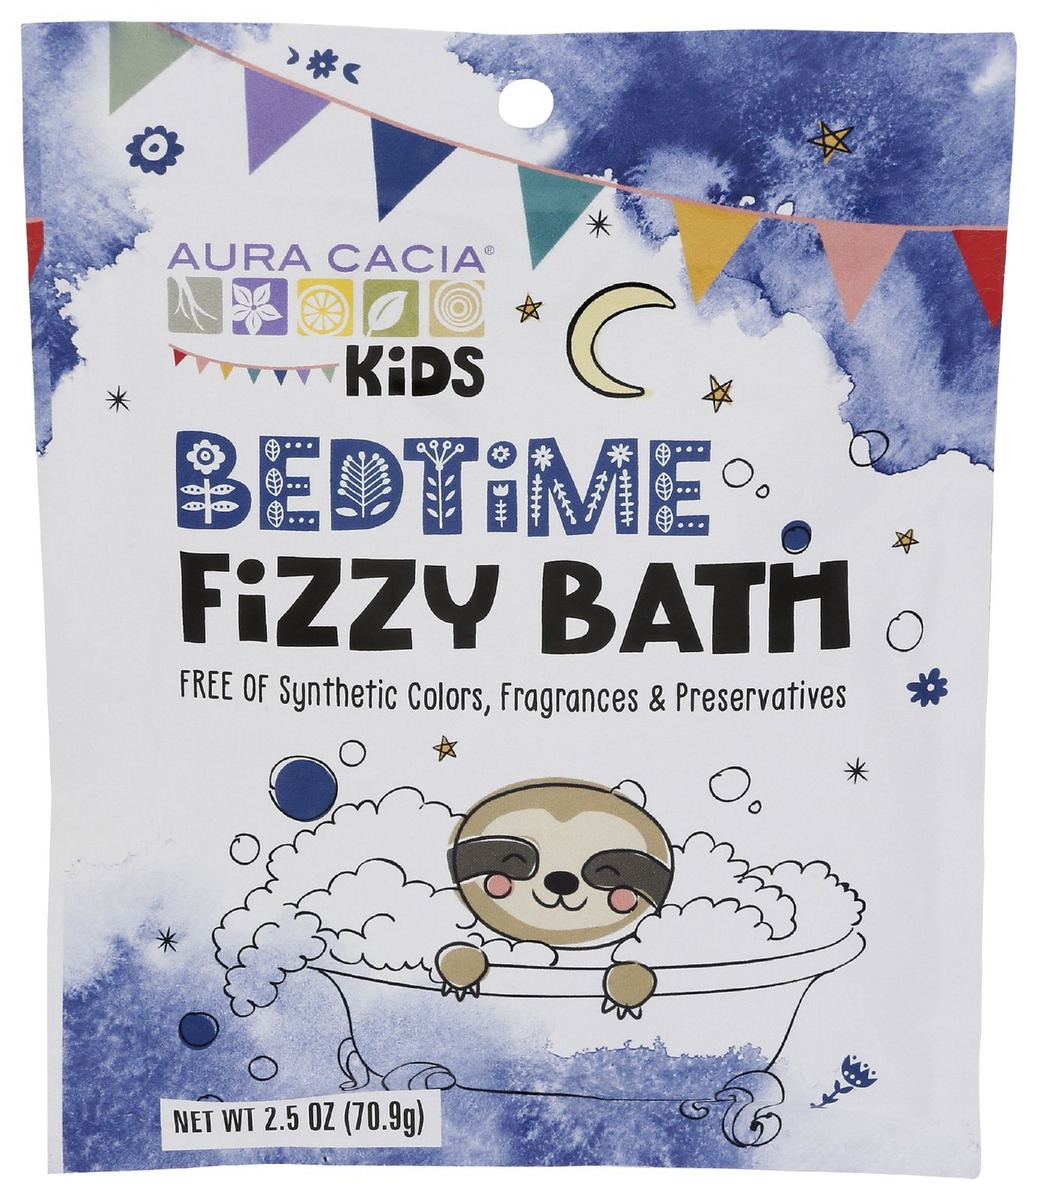 AURA CACIA®
KiDS
BEDTiME
FiZZY BATH
FREE OF Synthetic Colors, Fragrances & Preservatives
NET WT 2.5 OZ (70.9g)